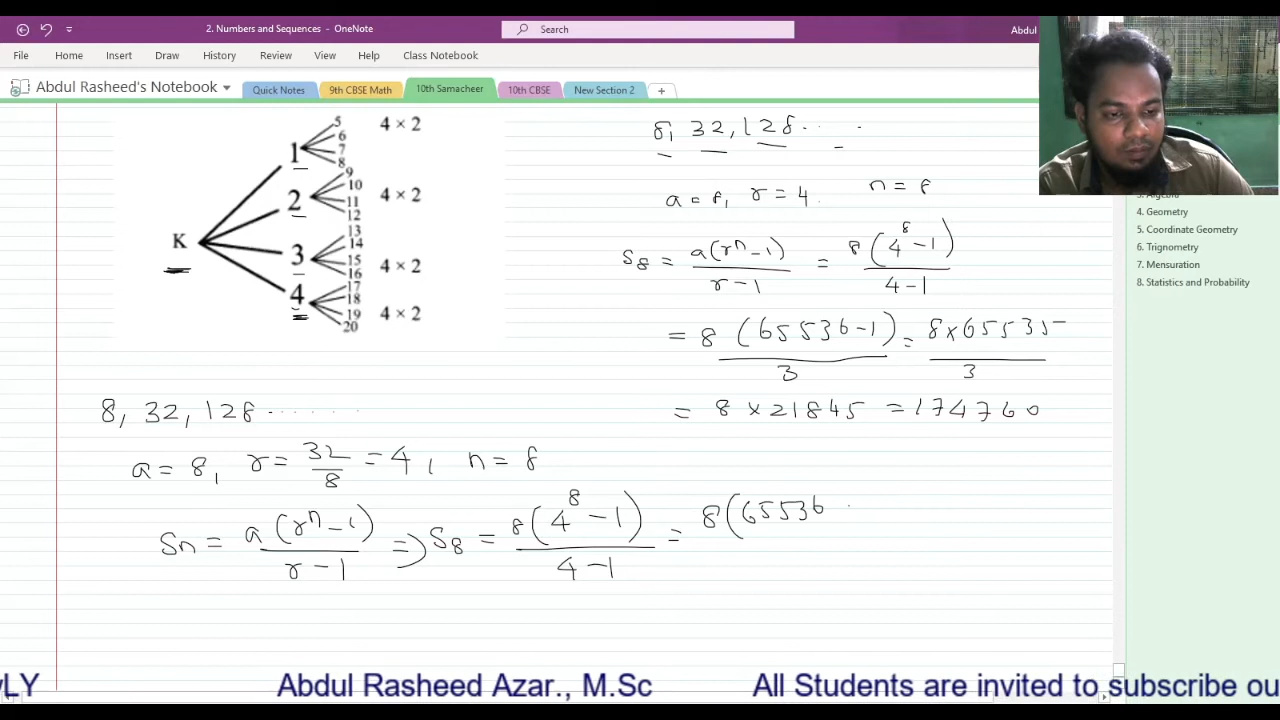 2. Numbers and Sequences - OneNote
Search
Abdul
File Home Insert Draw History Review View Help Class Notebook
Abdul Rasheed's Notebook
Quick Notes
9th CBSE Math
10th Samacheer
10th CBSE
New Section 2
4. Geometry
5. Coordinate Geometry
6. Trignometry
7. Mensuration
8. Statistics and Probability
K
1
2
3
4
5
6
7
8
9
10
11
12
13
14
15
16
17
18
19
20
4 × 2
4 × 2
4 × 2
4 × 2
8, 32, 128 ........
a = 8, r = 32/8 = 4, n = 8
Sn = a(r^n - 1)/(r - 1) => S8 = 8(4^8 - 1)/(4 - 1) = 8(65536
8, 32, 128 .....
a = 8, r = 4. n = 8
S8 = a(r^n - 1)/(r - 1) = 8(4^8 - 1)/(4 - 1)
= 8(65536 - 1)/3 = 8×65535/3
= 8 × 21845 = 174760
LY Abdul Rasheed Azar., M.Sc All Students are invited to subscribe ou